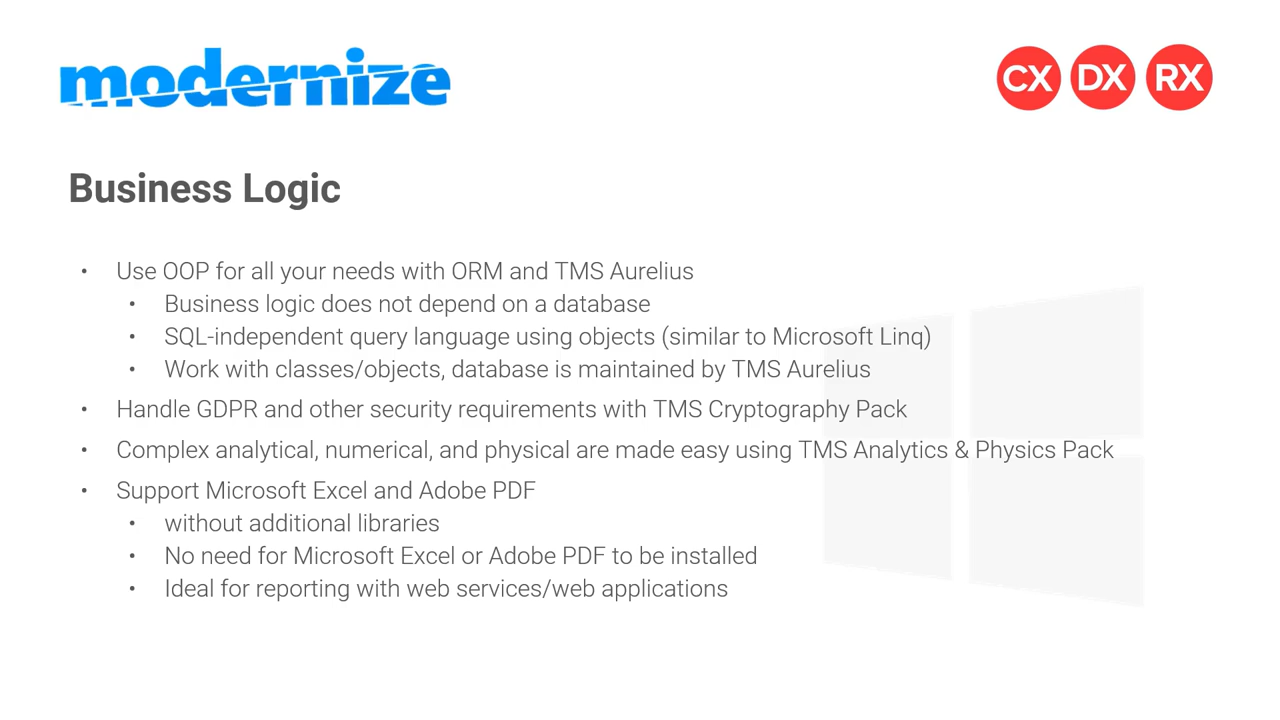 modernize
CX DX RX
Business Logic
• Use OOP for all your needs with ORM and TMS Aurelius
• Business logic does not depend on a database
• SQL-independent query language using objects (similar to Microsoft Linq)
• Work with classes/objects, database is maintained by TMS Aurelius
• Handle GDPR and other security requirements with TMS Cryptography Pack
• Complex analytical, numerical, and physical are made easy using TMS Analytics & Physics Pack
• Support Microsoft Excel and Adobe PDF
• without additional libraries
• No need for Microsoft Excel or Adobe PDF to be installed
• Ideal for reporting with web services/web applications